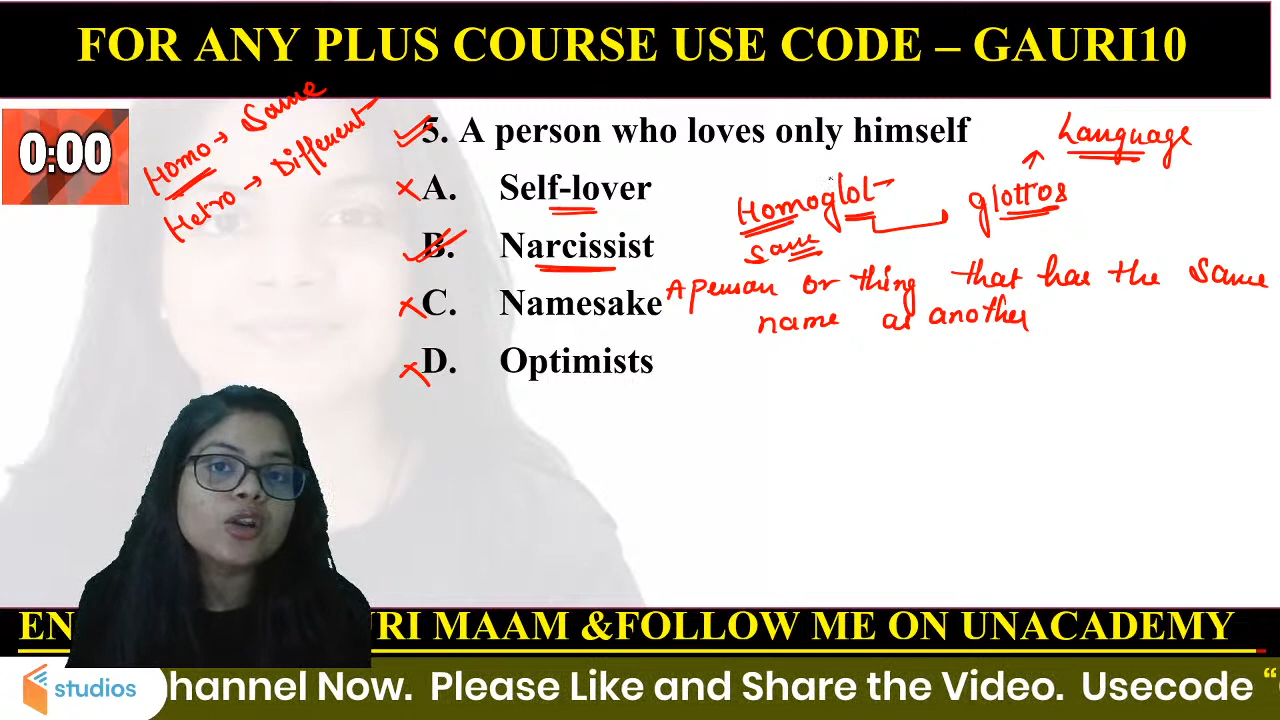 FOR ANY PLUS COURSE USE CODE – GAURI10
0:00
Homo → Same
Hetro → Different
5. A person who loves only himself
Language
A. Self-lover
Homoglot
glottos
same
B. Narcissist
C. Namesake
A person or thing that has the same
name as another
D. Optimists
EN
RI MAAM &FOLLOW ME ON UNACADEMY
studios
hannel Now. Please Like and Share the Video. Usecode “